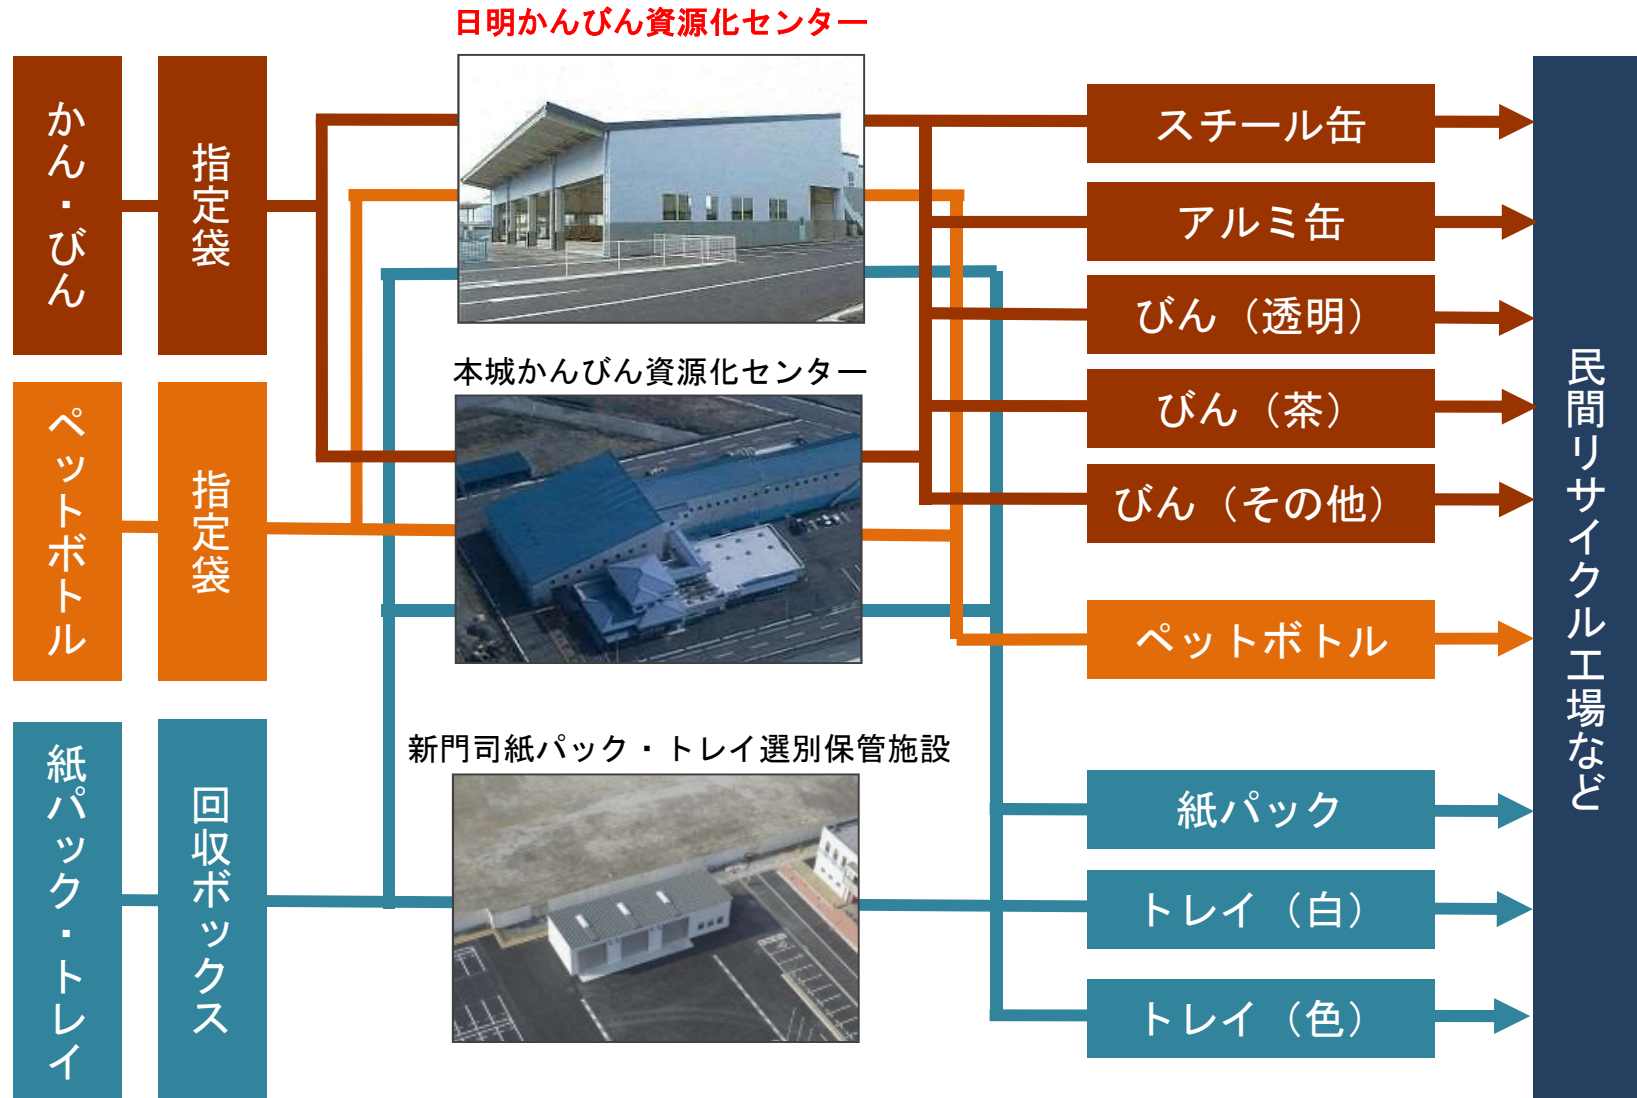 日明かんびん資源化センター
かん・びん
指定袋
ペットボトル
指定袋
紙パック・トレイ
回収ボックス
本城かんびん資源化センター
新門司紙パック・トレイ選別保管施設
スチール缶
アルミ缶
びん（透明）
びん（茶）
びん（その他）
ペットボトル
紙パック
トレイ（白）
トレイ（色）
民間リサイクル工場など